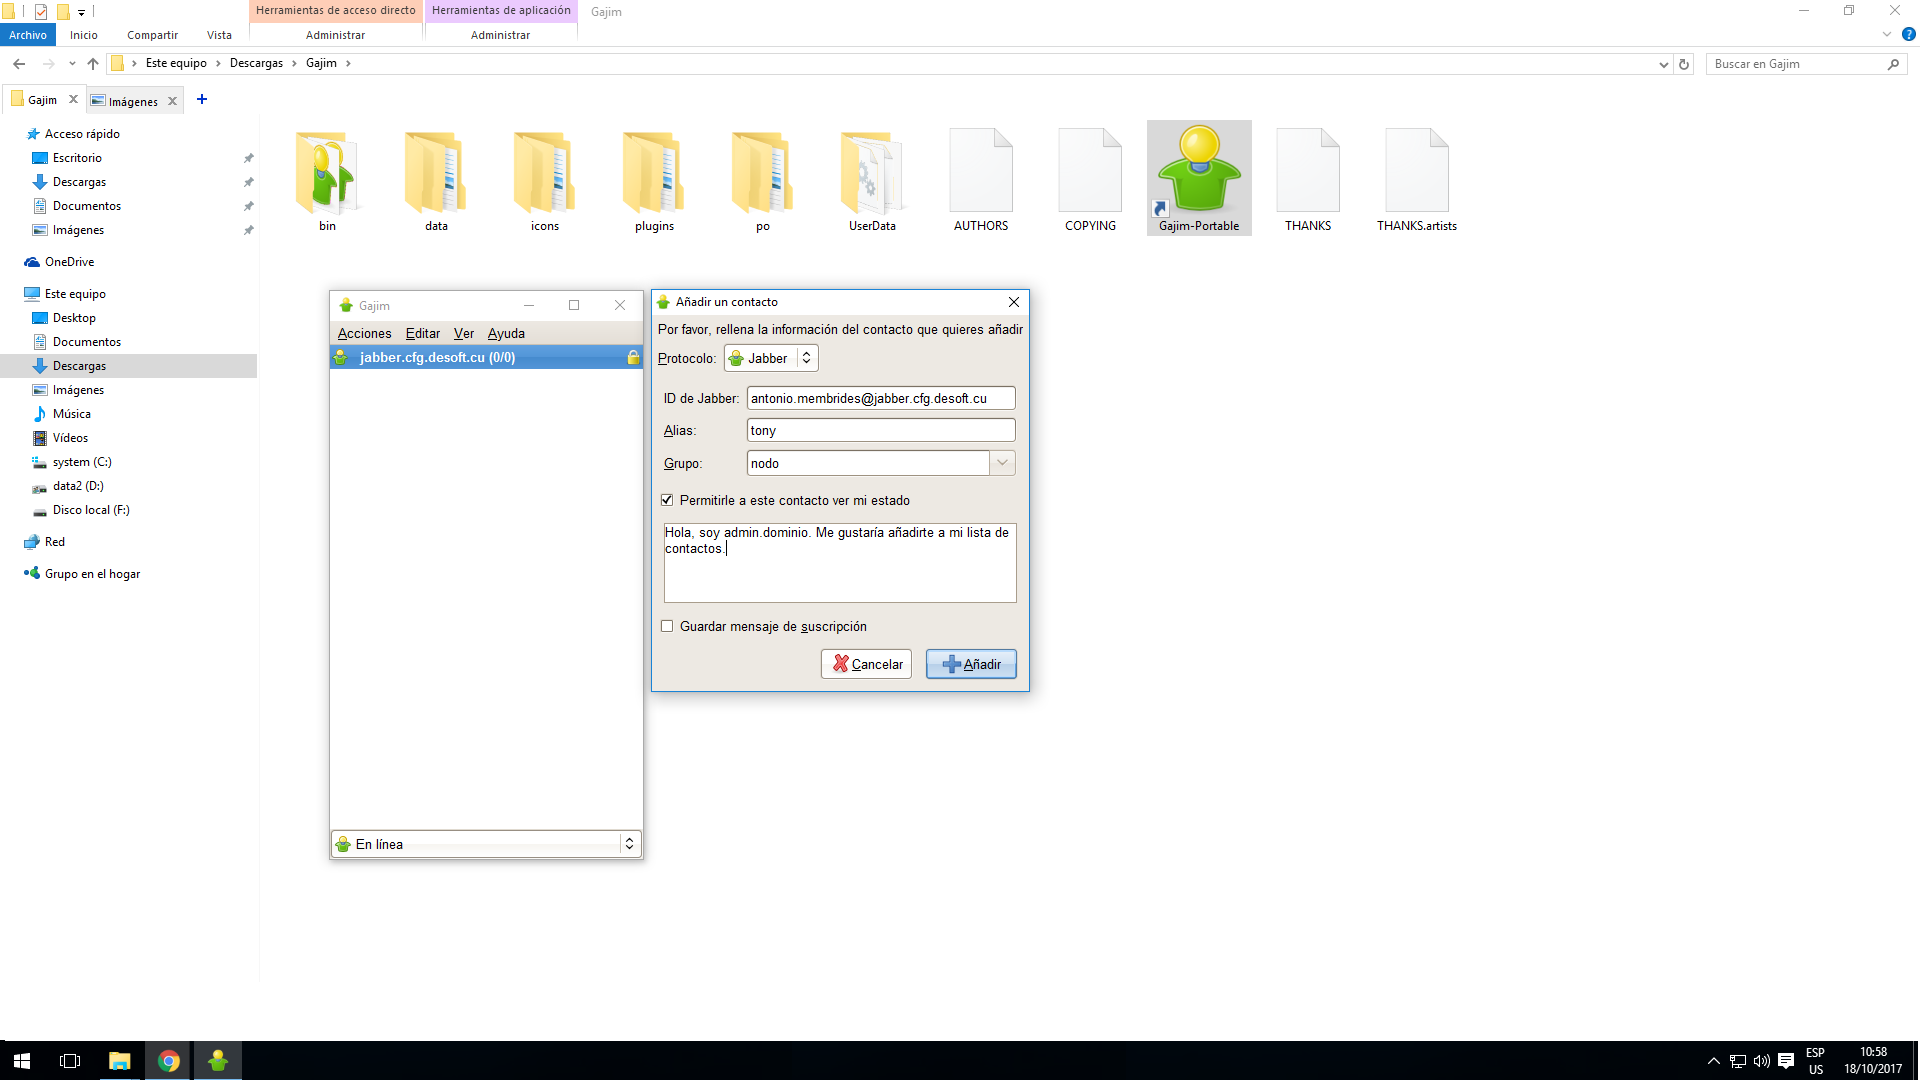 Herramientas de acceso directo
Herramientas de aplicación
Gajim
Archivo
Inicio
Compartir
Vista
Administrar
Administrar
Este equipo
Descargas
Gajim
Buscar en Gajim
Gajim
Imágenes
Acceso rápido
Escritorio
Descargas
Documentos
Imágenes
OneDrive
Este equipo
Desktop
Documentos
Descargas
Imágenes
Música
Vídeos
system (C:)
data2 (D:)
Disco local (F:)
Red
Grupo en el hogar
bin
data
icons
plugins
po
UserData
AUTHORS
COPYING
Gajim-Portable
THANKS
THANKS.artists
Gajim
Acciones Editar Ver Ayuda
jabber.cfg.desoft.cu (0/0)
En línea
Añadir un contacto
Por favor, rellena la información del contacto que quieres añadir
Protocolo: Jabber
ID de Jabber: antonio.membrides@jabber.cfg.desoft.cu
Alias: tony
Grupo: nodo
Permitirle a este contacto ver mi estado
Hola, soy admin.dominio. Me gustaría añadirte a mi lista de
contactos.
Guardar mensaje de suscripción
Cancelar
Añadir
ESP
US
10:58
18/10/2017